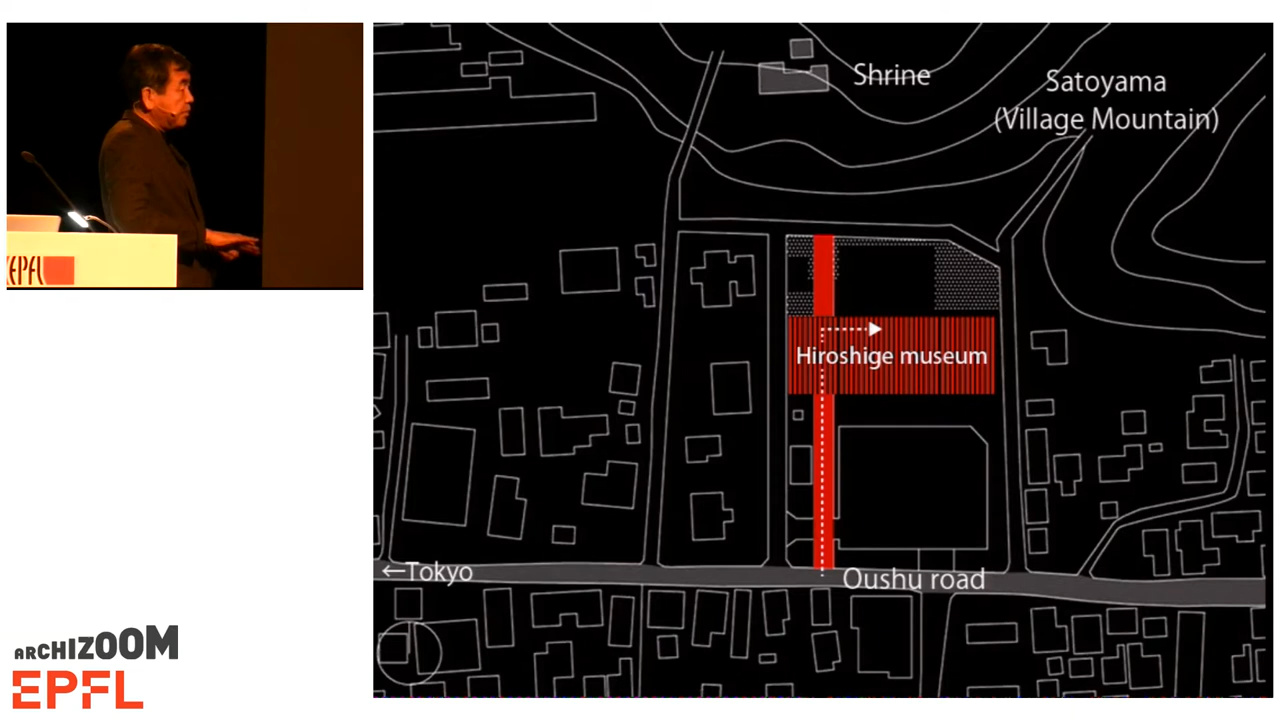 Shrine
Satoyama
(Village Mountain)
Hiroshige museum
←Tokyo
Oushu road
EPFL
ARCHIZOOM
EPFL